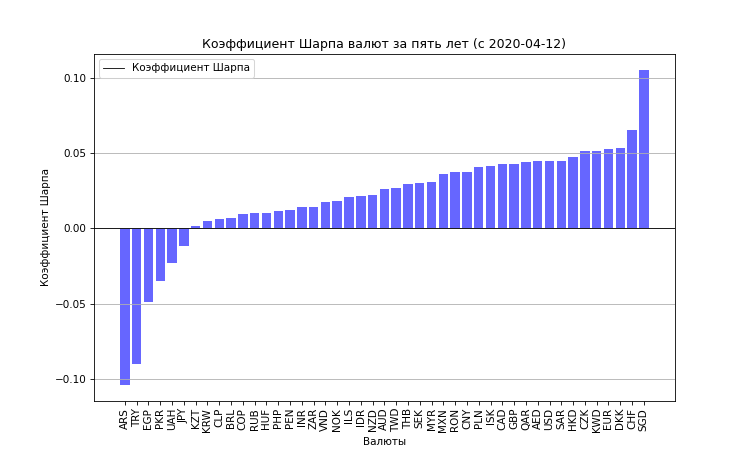 Коэффициент Шарпа валют за пять лет (с 2020-04-12)
Коэффициент Шарпа
0.10
0.05
0.00
−0.05
−0.10
Коэффициент Шарпа
ARS TRY EGP PKR UAH JPY KZT KRW CLP BRL COP RUB HUF PHP PEN INR ZAR VND NOK ILS IDR NZD AUD TWD THB SEK MYR MXN RON CNY PLN ISK CAD GBP QAR AED USD SAR HKD CZK KWD EUR DKK CHF SGD
Валюты